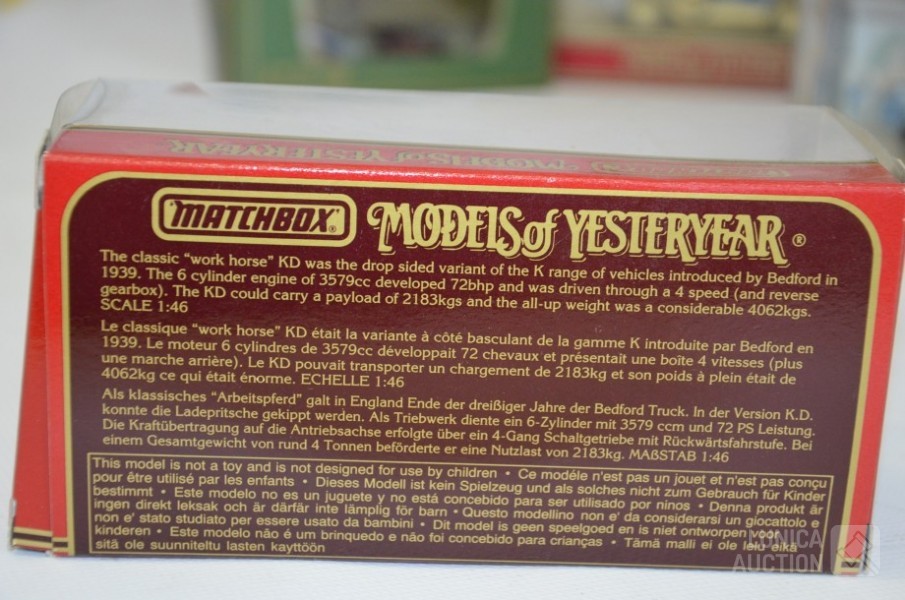 MODELS of YESTERYEAR
MATCHBOX®
MODELS of YESTERYEAR ®
The classic "work horse" KD was the drop sided variant of the K range of vehicles introduced by Bedford in
1939. The 6 cylinder engine of 3579cc developed 72bhp and was driven through a 4 speed (and reverse
gearbox). The KD could carry a payload of 2183kgs and the all-up weight was a considerable 4062kgs.
SCALE 1:46
Le classique "work horse" KD était la variante à côté basculant de la gamme K introduite par Bedford en
1939. Le moteur 6 cylindres de 3579cc développait 72 chevaux et présentait une boîte 4 vitesses (plus
une marche arrière). Le KD pouvait transporter un chargement de 2183kg et son poids à plein était de
4062kg ce qui était énorme. ECHELLE 1:46
Als klassisches "Arbeitspferd" galt in England Ende der dreißiger Jahre der Bedford Truck. In der Version K.D.
konnte die Ladepritsche gekippt werden. Als Triebwerk diente ein 6-Zylinder mit 3579 ccm und 72 PS Leistung.
Die Kraftübertragung auf die Antriebsachse erfolgte über ein 4-Gang Schaltgetriebe mit Rückwärtsfahrstufe. Bei
einem Gesamtgewicht von rund 4 Tonnen beförderte er eine Nutzlast von 2183kg. MAßSTAB 1:46
This model is not a toy and is not designed for use by children • Ce modéle n'est pas un jouet et n'est pas conçu
pour être utilisé par les enfants • Dieses Modell ist kein Spielzeug und als solches nicht zum Gebrauch für Kinder
bestimmt • Este modelo no es un juguete y no está concebido para ser utilisado por ninos • Denna produkt är
ingen direkt leksak och är därfär inte lämplig för barn • Questo modellino non e' da considerarsi un giocattolo e
non e' stato studiato per essere usato da bambini • Dit model is geen speelgoed en is niet ontworpen voor
kinderen • Este modelo não é um brinquedo e não foi concebido para crianças • Tämä malli ei ole lelu eikä
sitä ole suunniteltu lasten kayttöön
MONICA
AUCTION